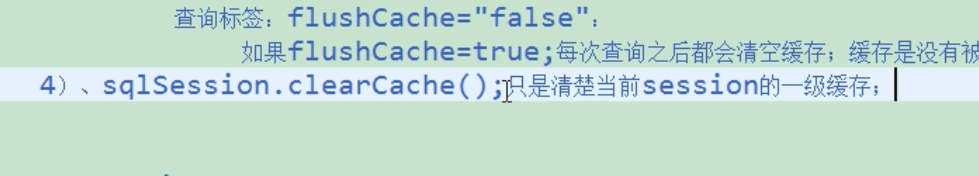 查询标签：flushCache="false"：
如果flushCache=true;每次查询之后都会清空缓存；缓存是没有被
4）、sqlSession.clearCache();只是清楚当前session的一级缓存；